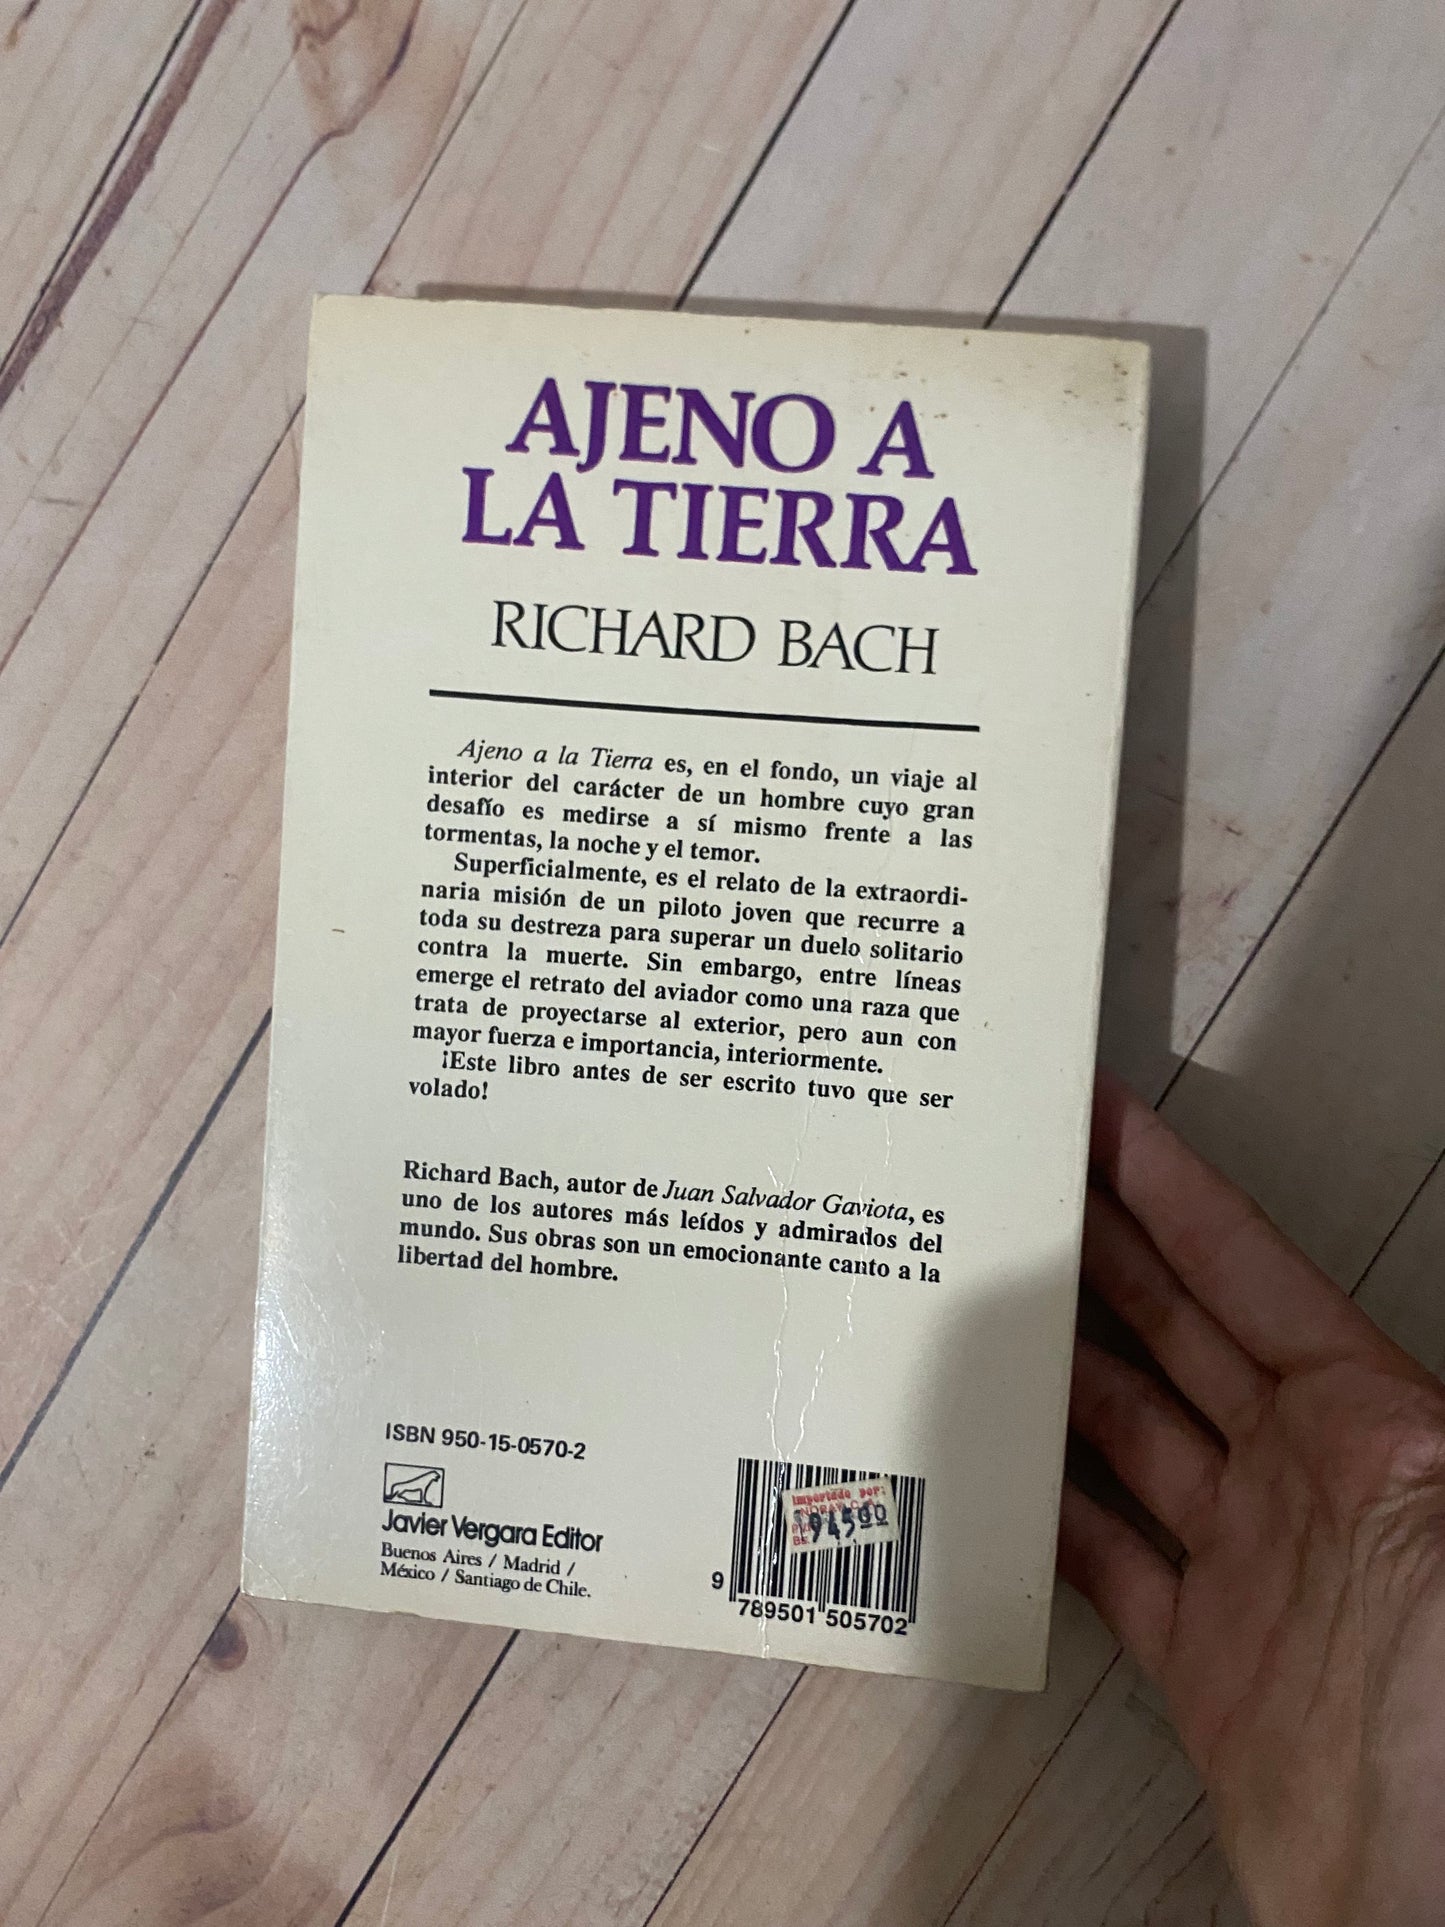 AJENO A
LA TIERRA
RICHARD BACH
Ajeno a la Tierra es, en el fondo, un viaje al
interior del carácter de un hombre cuyo gran
desafío es medirse a sí mismo frente a las
tormentas, la noche y el temor.
Superficialmente, es el relato de la extraordi-
naria misión de un piloto joven que recurre a
toda su destreza para superar un duelo solitario
contra la muerte. Sin embargo, entre líneas
emerge el retrato del aviador como una raza que
trata de proyectarse al exterior, pero aun con
mayor fuerza e importancia, interiormente.
¡Este libro antes de ser escrito tuvo que ser
volado!
Richard Bach, autor de Juan Salvador Gaviota, es
uno de los autores más leídos y admirados del
mundo. Sus obras son un emocionante canto a la
libertad del hombre.
ISBN 950-15-0570-2
Javier Vergara Editor
Buenos Aires / Madrid /
México / Santiago de Chile.
Importado por:
94500
9 789501 505702